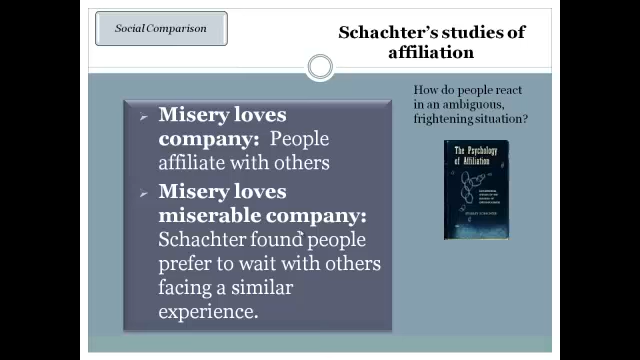 Social Comparison
Schachter's studies of
affiliation
How do people react
in an ambiguous,
frightening situation?
Misery loves
company: People
affiliate with others
Misery loves
miserable company:
Schachter found people
prefer to wait with others
facing a similar
experience.
The Psychology
of Affiliation